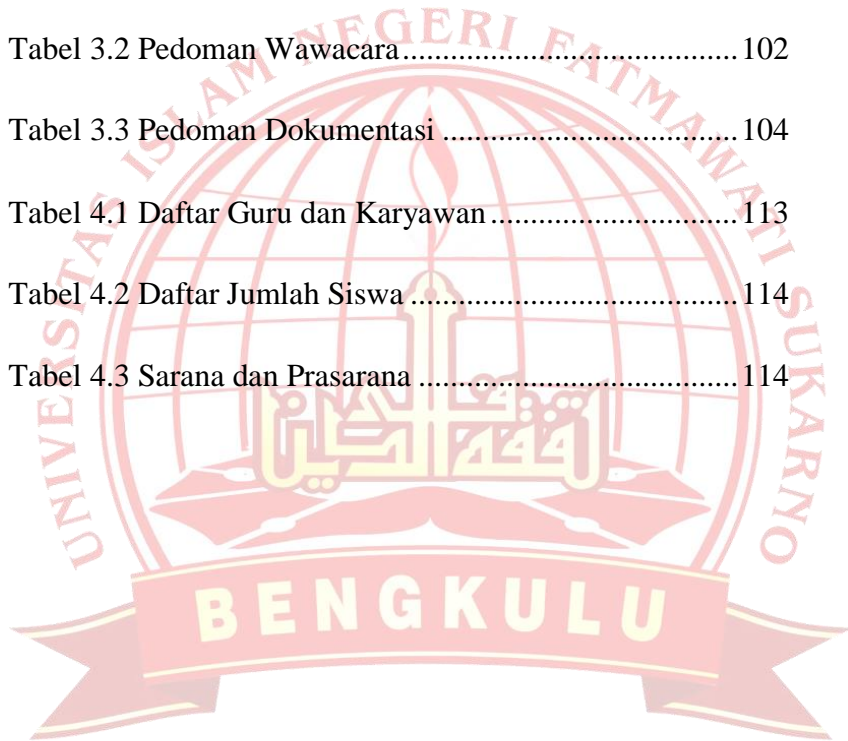 Tabel 3.2 Pedoman Wawacara.....................................102
Tabel 3.3 Pedoman Dokumentasi ................................104
Tabel 4.1 Daftar Guru dan Karyawan...........................113
Tabel 4.2 Daftar Jumlah Siswa ....................................114
Tabel 4.3 Sarana dan Prasarana ...................................114
UNIVERSITAS ISLAM NEGERI FATMAWATI SUKARNO
BENGKULU